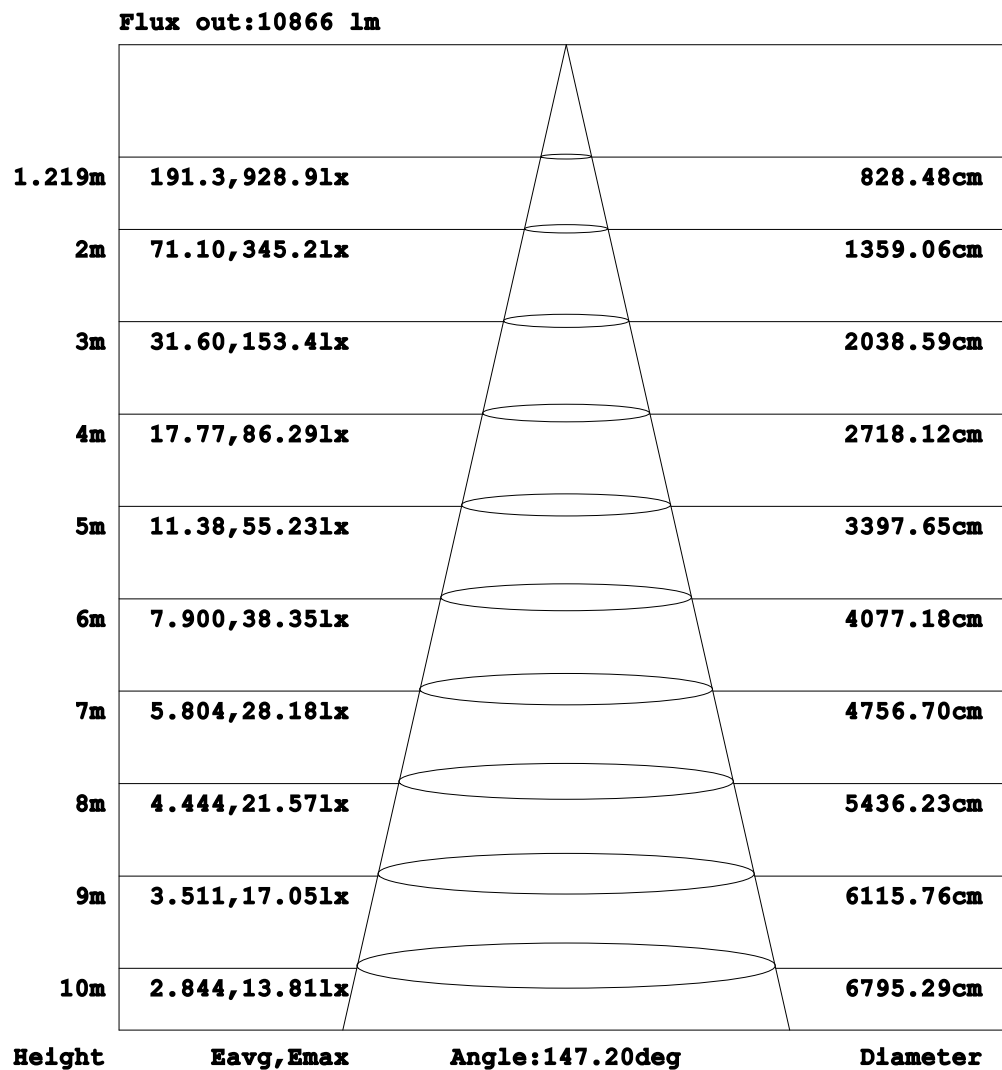 Flux out:10866 lm
1.219m 191.3,928.9lx 828.48cm
2m 71.10,345.2lx 1359.06cm
3m 31.60,153.4lx 2038.59cm
4m 17.77,86.29lx 2718.12cm
5m 11.38,55.23lx 3397.65cm
6m 7.900,38.35lx 4077.18cm
7m 5.804,28.18lx 4756.70cm
8m 4.444,21.57lx 5436.23cm
9m 3.511,17.05lx 6115.76cm
10m 2.844,13.81lx 6795.29cm
Height Eavg,Emax Angle:147.20deg Diameter